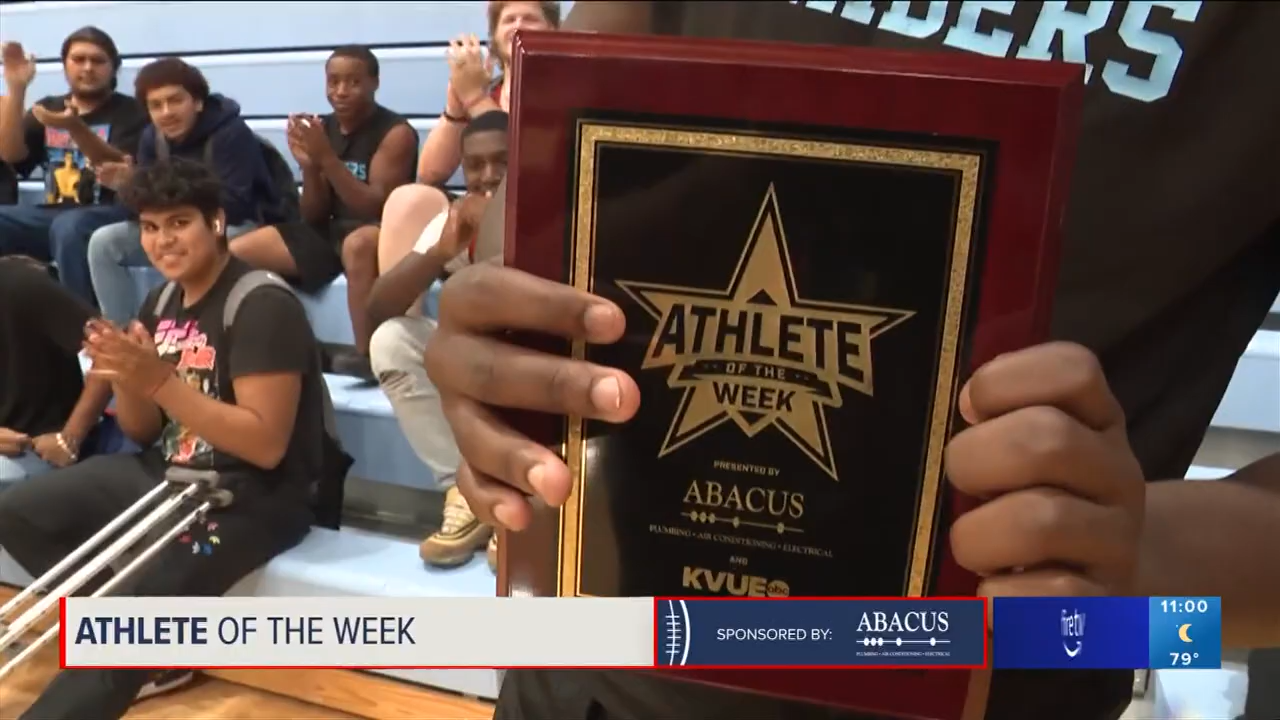 DERS
ATHLETE
OF THE
WEEK
PRESENTED BY
ABACUS
PLUMBING • AIR CONDITIONING • ELECTRICAL
AND
KVUE abc
ATHLETE OF THE WEEK
SPONSORED BY:
ABACUS
PLUMBING • AIR CONDITIONING • ELECTRICAL
fire tv
11:00
79°